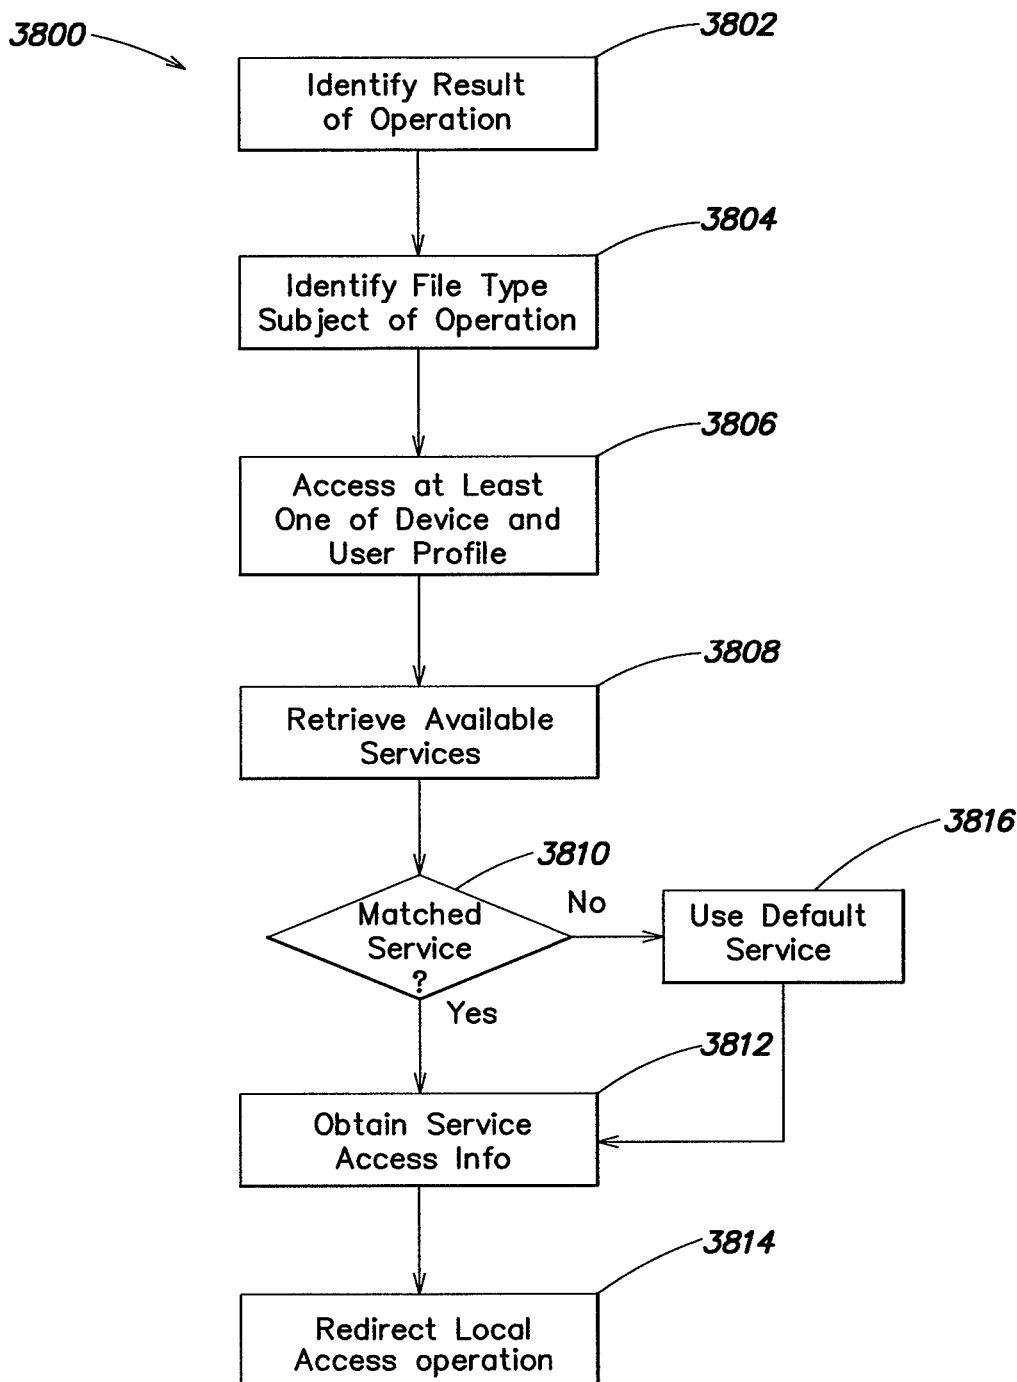 3800
3802
Identify Result
of Operation
3804
Identify File Type
Subject of Operation
3806
Access at Least
One of Device and
User Profile
3808
Retrieve Available
Services
3810
Matched
Service
?
No
3816
Use Default
Service
Yes
3812
Obtain Service
Access Info
3814
Redirect Local
Access operation